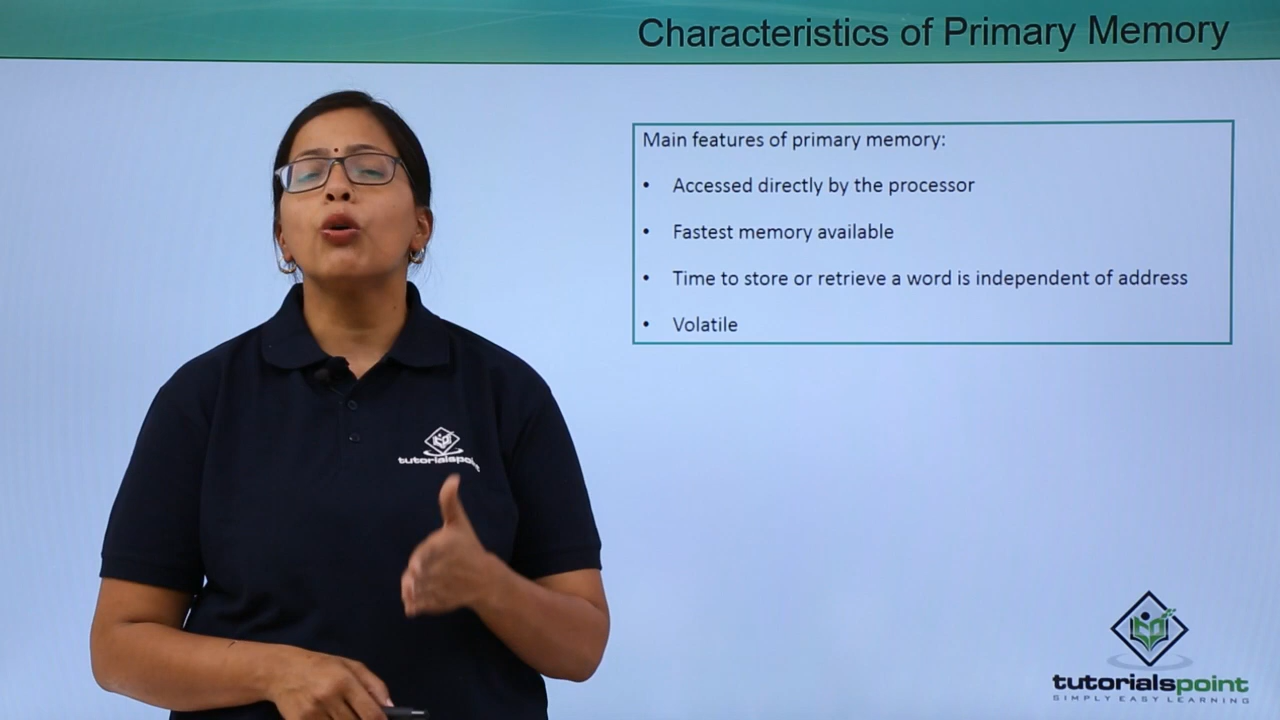 Characteristics of Primary Memory
Main features of primary memory:
• Accessed directly by the processor
• Fastest memory available
• Time to store or retrieve a word is independent of address
• Volatile
tutorialspoint
tutorialspoint
SIMPLY EASY LEARNING